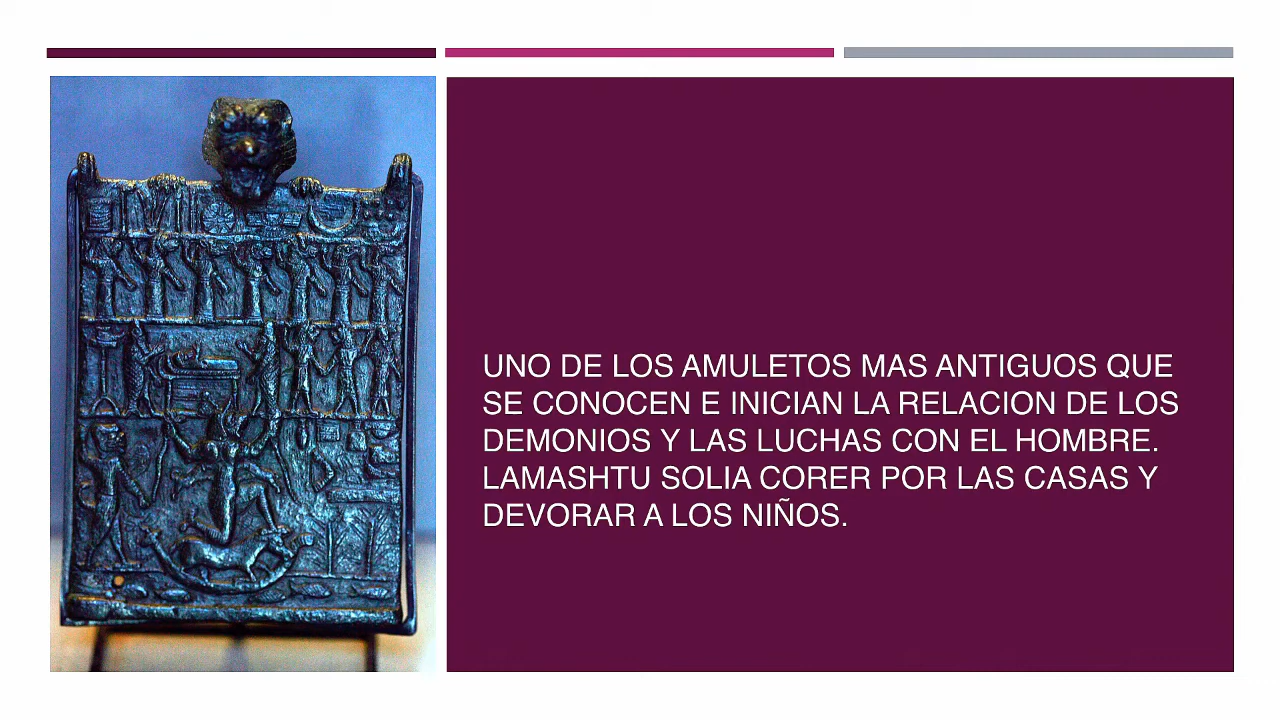 UNO DE LOS AMULETOS MAS ANTIGUOS QUE
SE CONOCEN E INICIAN LA RELACION DE LOS
DEMONIOS Y LAS LUCHAS CON EL HOMBRE.
LAMASHTU SOLIA CORER POR LAS CASAS Y
DEVORAR A LOS NIÑOS.